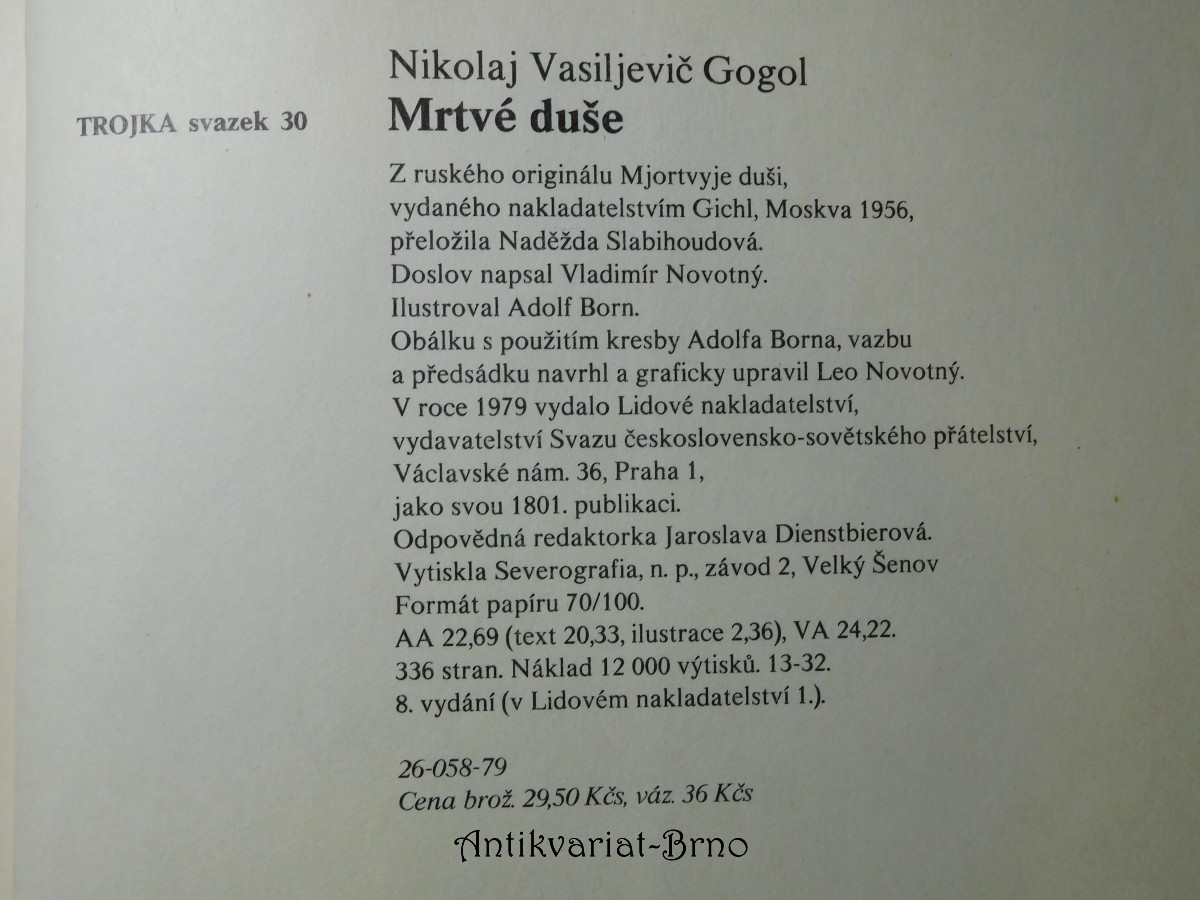 Nikolaj Vasiljevič Gogol
TROJKA svazek 30
Mrtvé duše
Z ruského originálu Mjortvyje duši,
vydaného nakladatelstvím Gichl, Moskva 1956,
přeložila Naděžda Slabihoudová.
Doslov napsal Vladimír Novotný.
Ilustroval Adolf Born.
Obálku s použitím kresby Adolfa Borna, vazbu
a předsádku navrhl a graficky upravil Leo Novotný.
V roce 1979 vydalo Lidové nakladatelství,
vydavatelství Svazu československo-sovětského přátelství,
Václavské nám. 36, Praha 1,
jako svou 1801. publikaci.
Odpovědná redaktorka Jaroslava Dienstbierová.
Vytiskla Severografia, n. p., závod 2, Velký Šenov
Formát papíru 70/100.
AA 22,69 (text 20,33, ilustrace 2,36), VA 24,22.
336 stran. Náklad 12 000 výtisků. 13-32.
8. vydání (v Lidovém nakladatelství 1.).
26-058-79
Cena brož. 29,50 Kčs, váz. 36 Kčs
Antikvariat-Brno